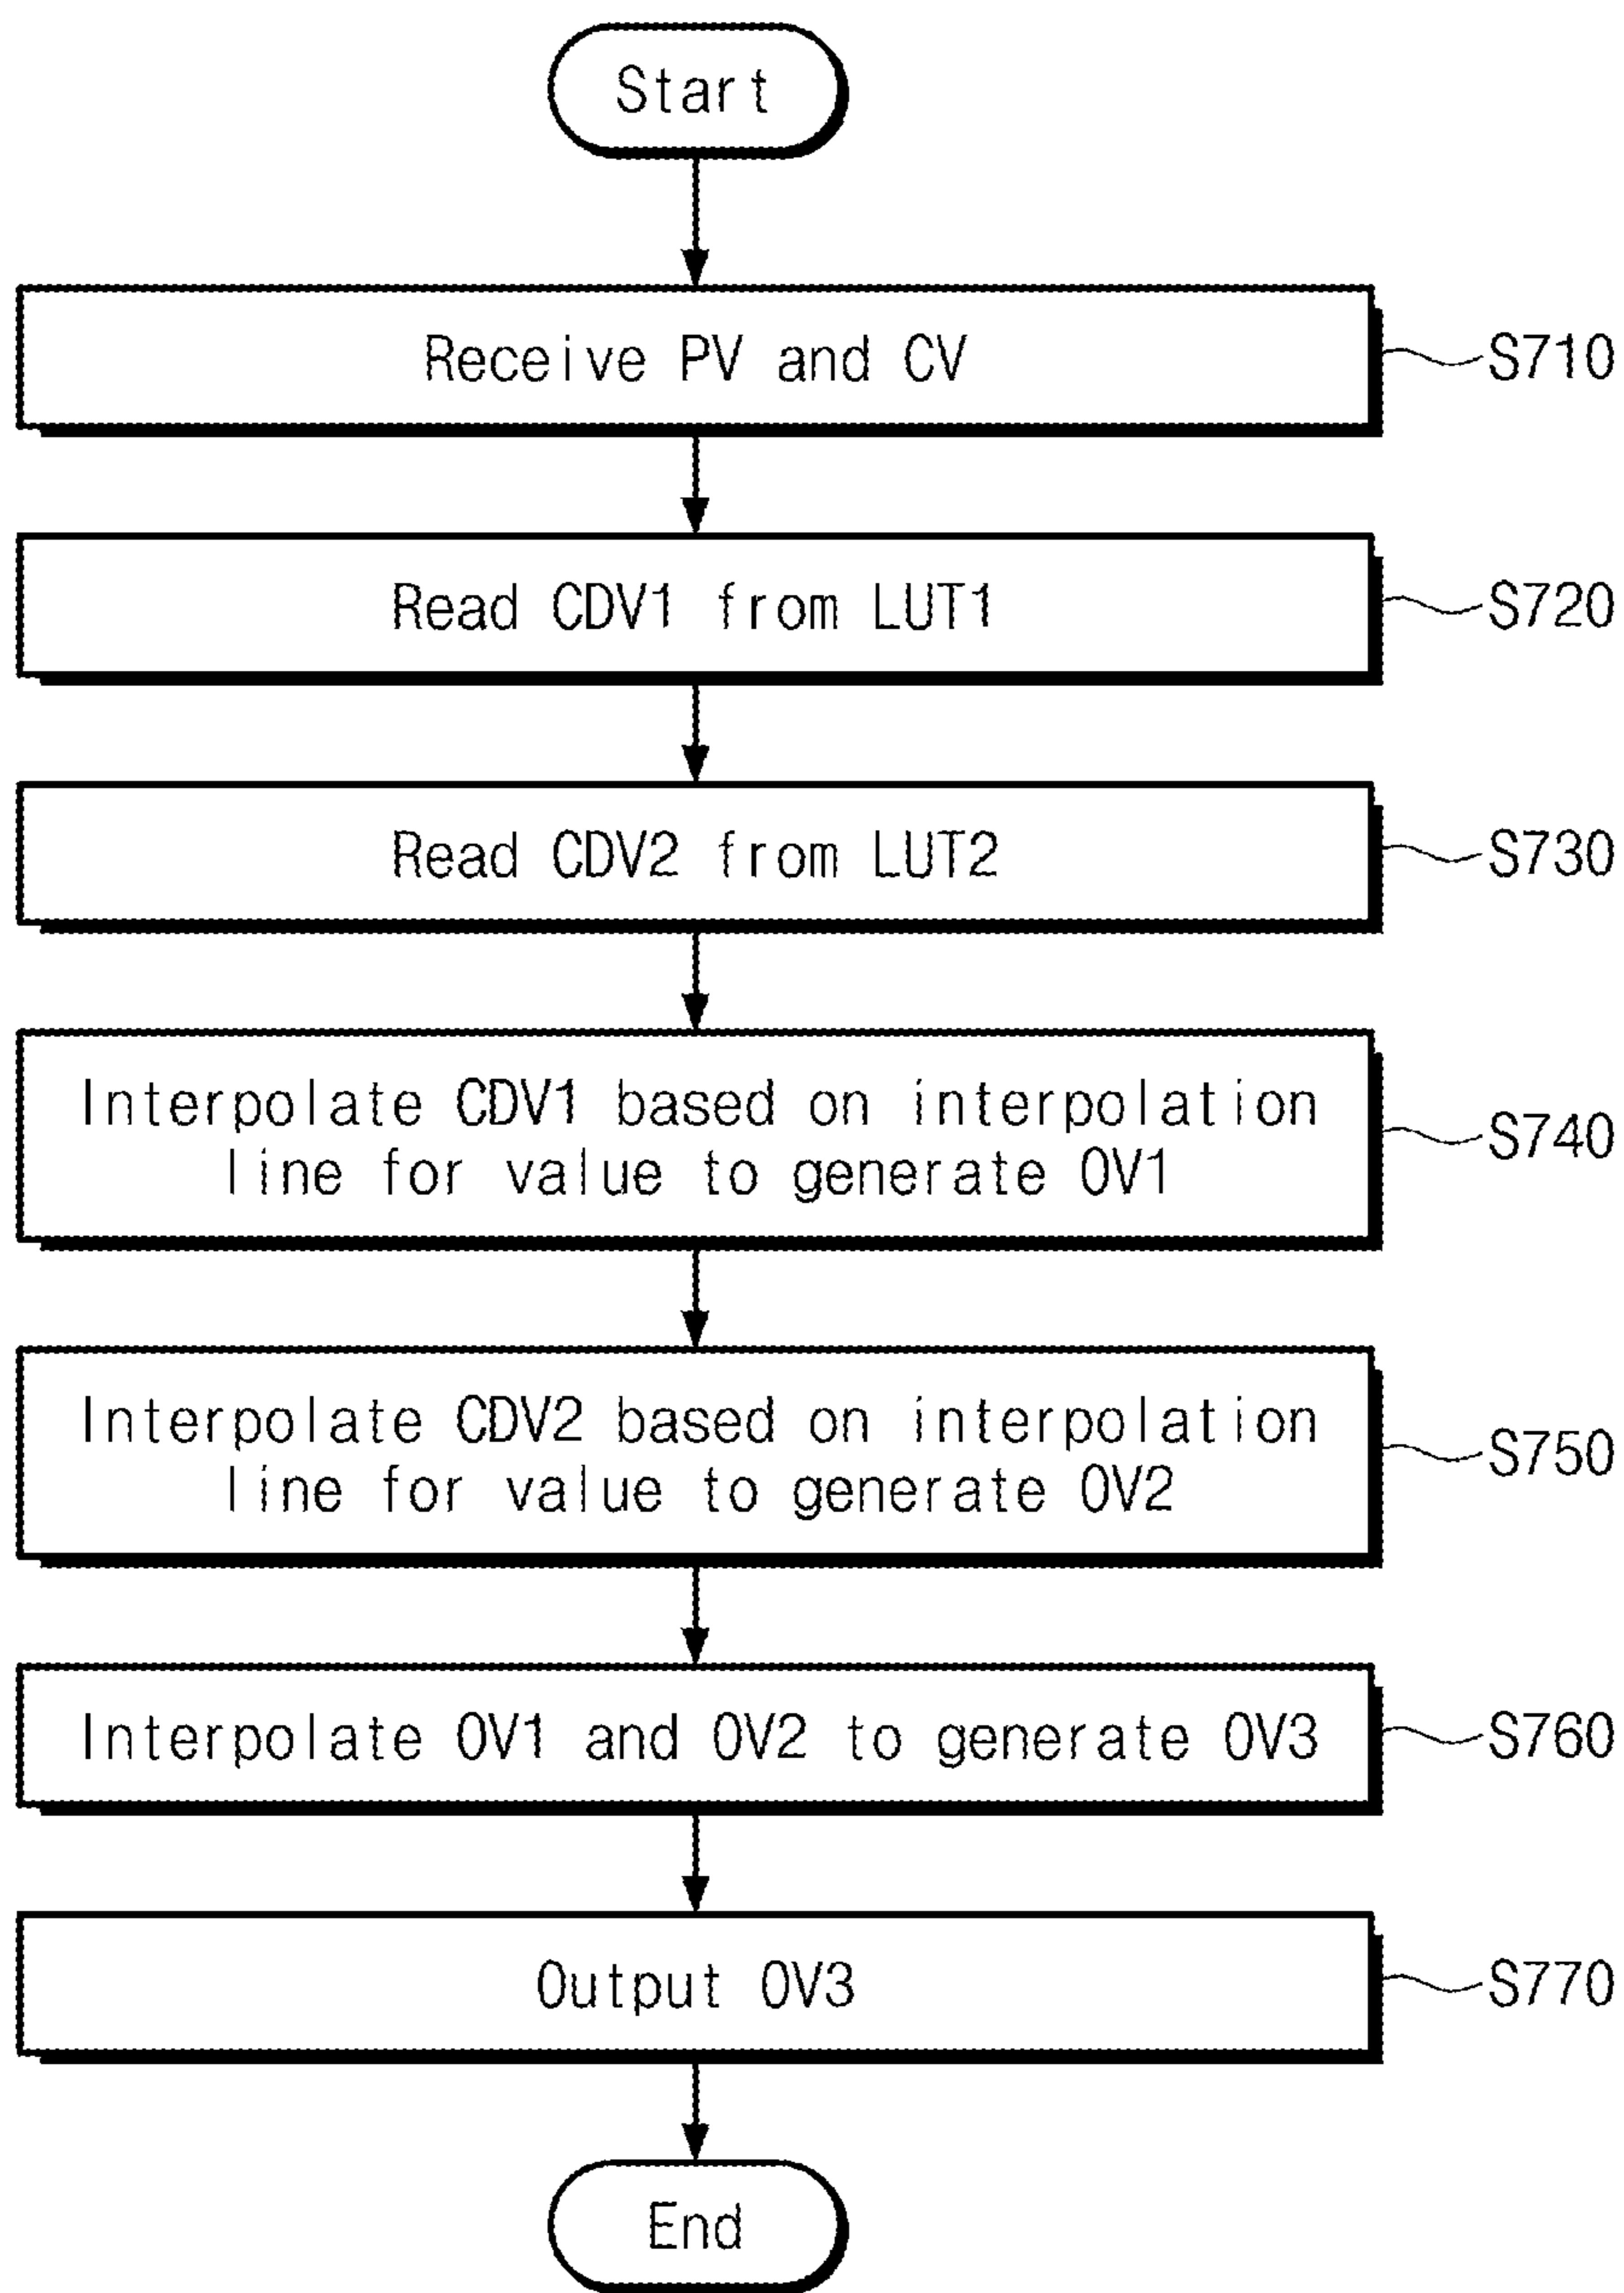 Start
Receive PV and CV
S710
Read CDV1 from LUT1
S720
Read CDV2 from LUT2
S730
Interpolate CDV1 based on interpolation
line for value to generate OV1
S740
Interpolate CDV2 based on interpolation
line for value to generate OV2
S750
Interpolate OV1 and OV2 to generate OV3
S760
Output OV3
S770
End